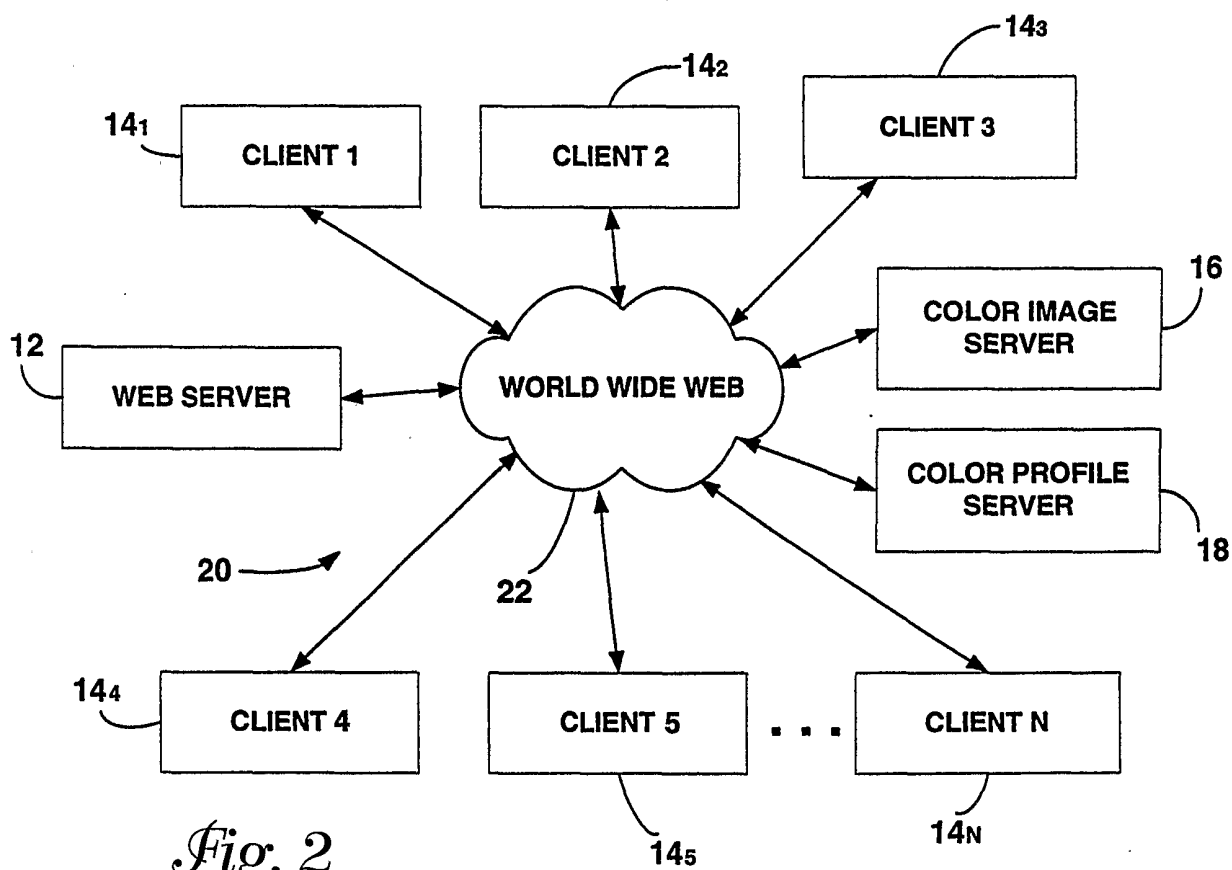 14₃
14₂
14₁
CLIENT 1
CLIENT 2
CLIENT 3
16
COLOR IMAGE
SERVER
12
WEB SERVER
WORLD WIDE WEB
COLOR PROFILE
SERVER
18
20
22
14₄
CLIENT 4
CLIENT 5
. . .
CLIENT N
14₅
14N
Fig. 2